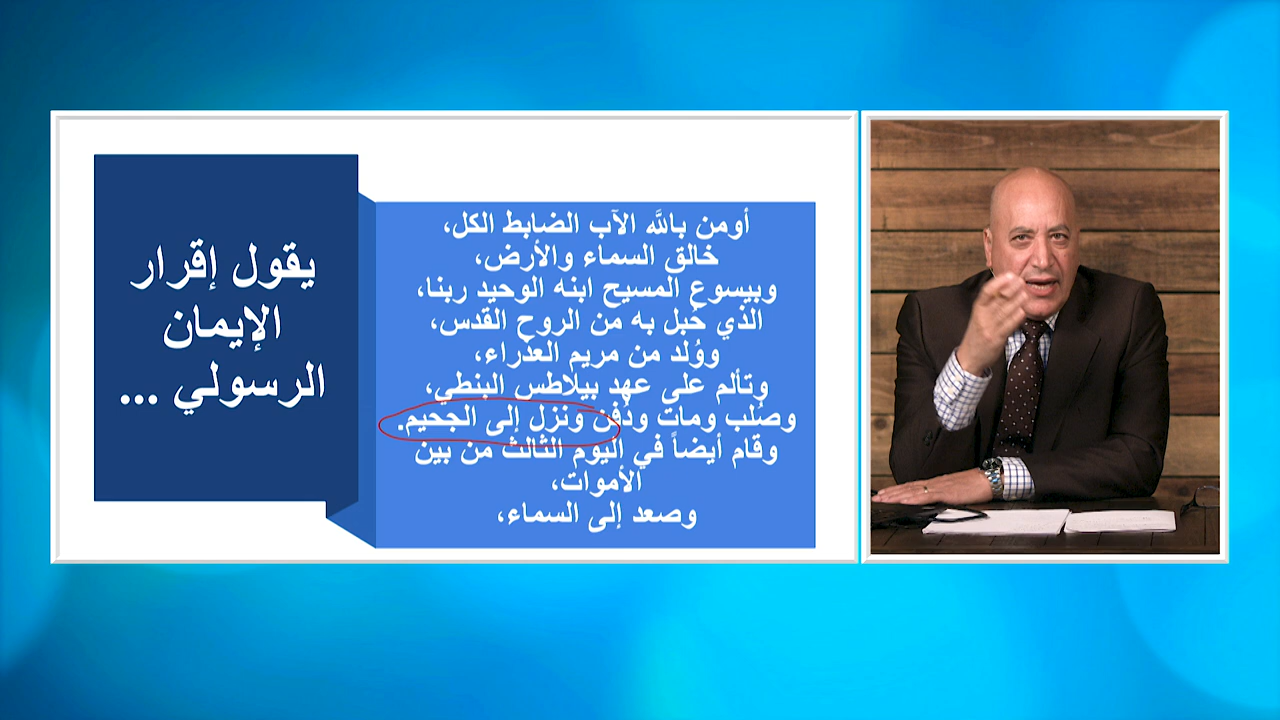 يقول إقرار
الإيمان
الرسولي ...
أومن بالله الآب الضابط الكل،
خالق السماء والأرض،
وبيسوع المسيح ابنه الوحيد ربنا،
الذي حُبل به من الروح القدس،
ووُلد من مريم العذراء،
وتألم على عهد بيلاطس البنطي،
وصُلب ومات ودُفن ونزل إلى الجحيم.
وقام أيضاً في اليوم الثالث من بين
الأموات،
وصعد إلى السماء،